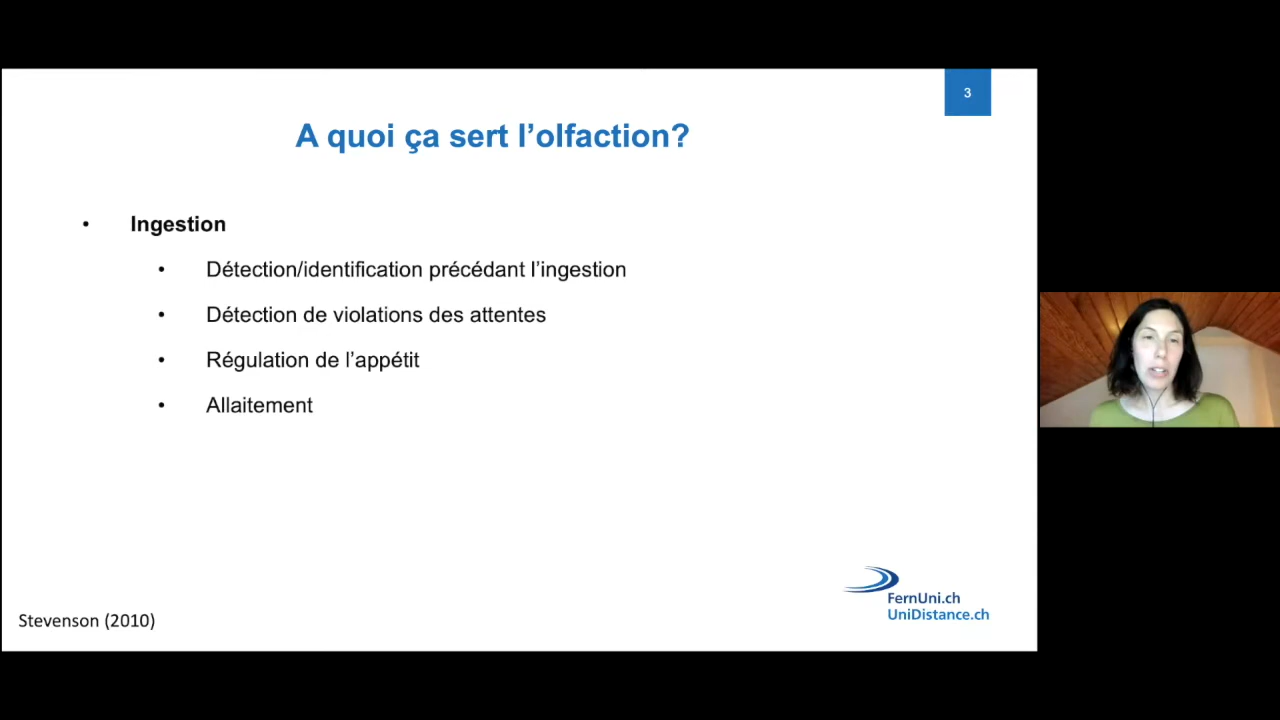 3
A quoi ça sert l’olfaction?
• Ingestion
• Détection/identification précédant l’ingestion
• Détection de violations des attentes
• Régulation de l’appétit
• Allaitement
FernUni.ch
UniDistance.ch
Stevenson (2010)